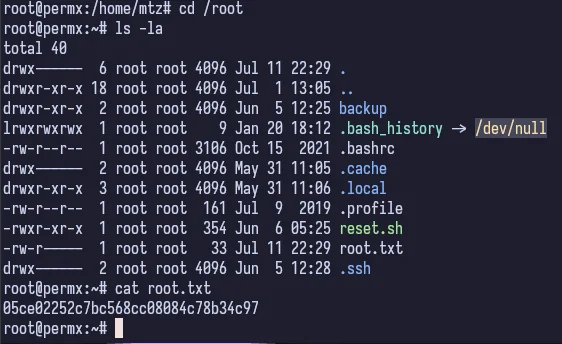 root@permx:/home/mtz# cd /root
root@permx:~# ls -la
total 40
drwx------  6 root root 4096 Jul 11 22:29 .
drwxr-xr-x 18 root root 4096 Jul  1 13:05 ..
drwxr-xr-x  2 root root 4096 Jun  5 12:25 backup
lrwxrwxrwx  1 root root    9 Jan 20 18:12 .bash_history -> /dev/null
-rw-r--r--  1 root root 3106 Oct 15  2021 .bashrc
drwx------  2 root root 4096 May 31 11:05 .cache
drwxr-xr-x  3 root root 4096 May 31 11:06 .local
-rw-r--r--  1 root root  161 Jul  9  2019 .profile
-rwxr-xr-x  1 root root  354 Jun  6 05:25 reset.sh
-rw-r-----  1 root root   33 Jul 11 22:29 root.txt
drwx------  2 root root 4096 Jun  5 12:28 .ssh
root@permx:~# cat root.txt
05ce02252c7bc568cc08084c78b34c97
root@permx:~#